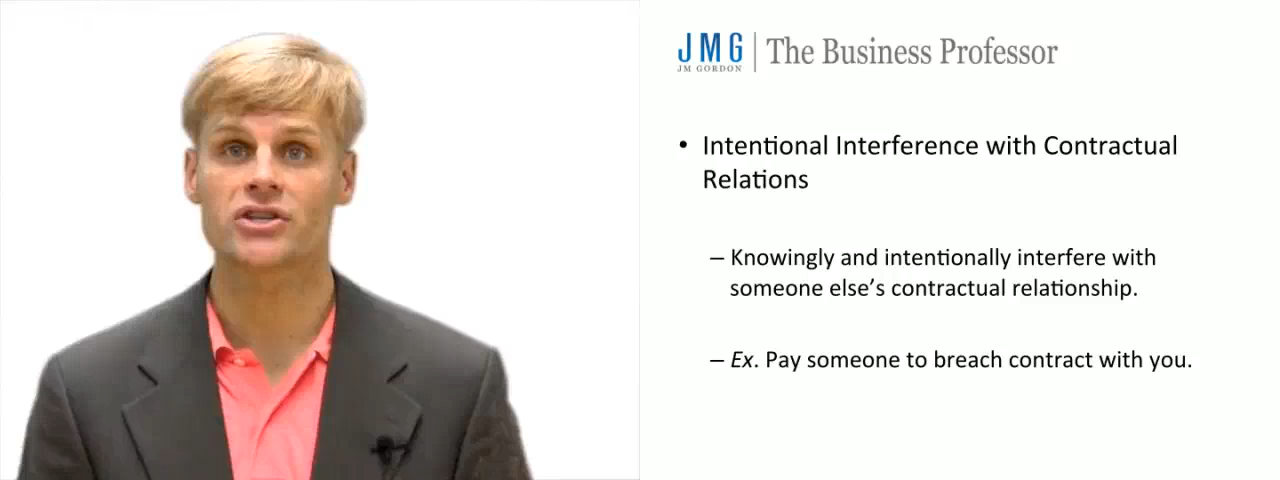 JMG | The Business Professor
JM GORDON
• Intentional Interference with Contractual
Relations
– Knowingly and intentionally interfere with
someone else's contractual relationship.
– Ex. Pay someone to breach contract with you.